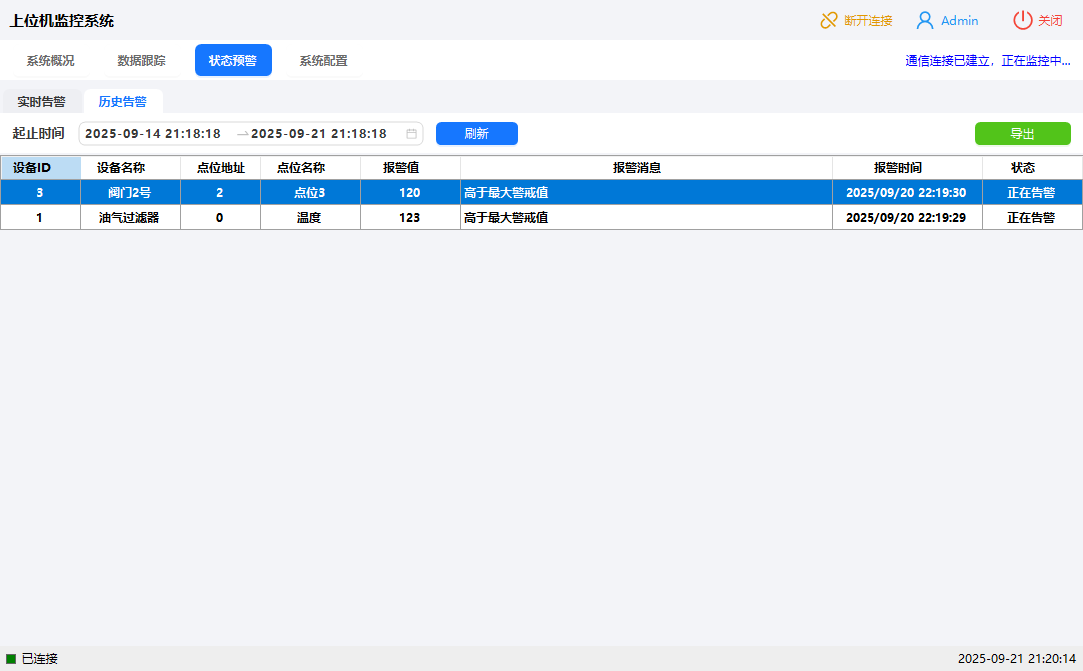 上位机监控系统 断开连接 Admin 关闭
系统概况 数据跟踪 状态预警 系统配置 通信连接已建立，正在监控中...
实时告警 历史告警
起止时间 2025-09-14 21:18:18 → 2025-09-21 21:18:18 刷新 导出
设备ID 设备名称 点位地址 点位名称 报警值 报警消息 报警时间 状态
3 阀门2号 2 点位3 120 高于最大警戒值 2025/09/20 22:19:30 正在告警
1 油气过滤器 0 温度 123 高于最大警戒值 2025/09/20 22:19:29 正在告警
已连接 2025-09-21 21:20:14